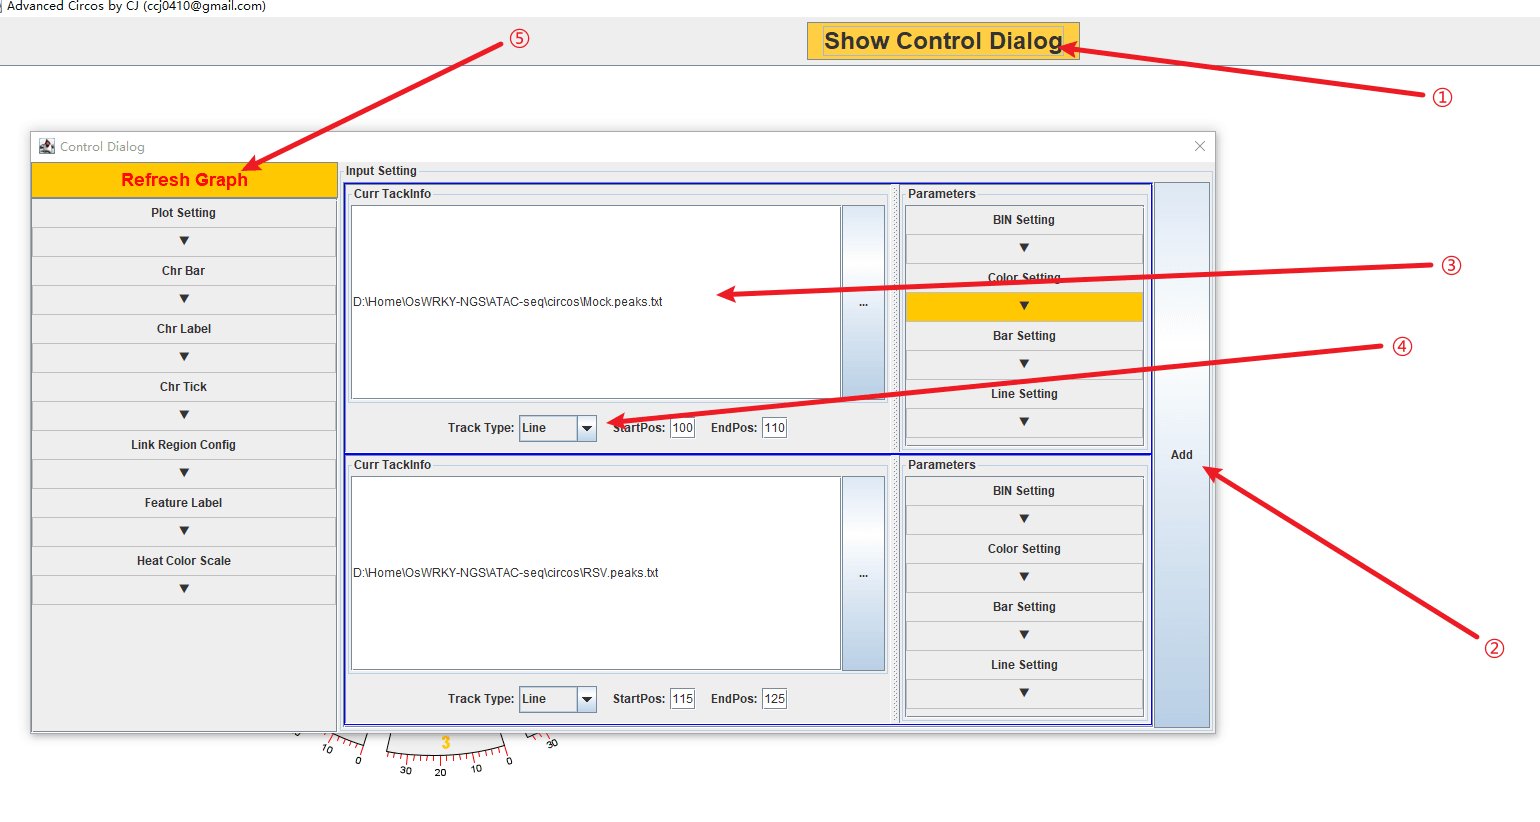 Advanced Circos by CJ (ccj0410@gmail.com)
Show Control Dialog
⑤
①
Control Dialog
Refresh Graph
Plot Setting
▼
Chr Bar
▼
Chr Label
▼
Chr Tick
▼
Link Region Config
▼
Feature Label
▼
Heat Color Scale
▼
Input Setting
Curr TackInfo
D:\Home\OsWRKY-NGS\ATAC-seq\circos\Mock.peaks.txt
...
Track Type: Line StartPos: 100 EndPos: 110
Parameters
BIN Setting
▼
Color Setting
▼
Bar Setting
▼
Line Setting
▼
Curr TackInfo
D:\Home\OsWRKY-NGS\ATAC-seq\circos\RSV.peaks.txt
...
Track Type: Line StartPos: 115 EndPos: 125
Parameters
BIN Setting
▼
Color Setting
▼
Bar Setting
▼
Line Setting
▼
Add
③
④
②
10 0 3 30 20 10 0 30